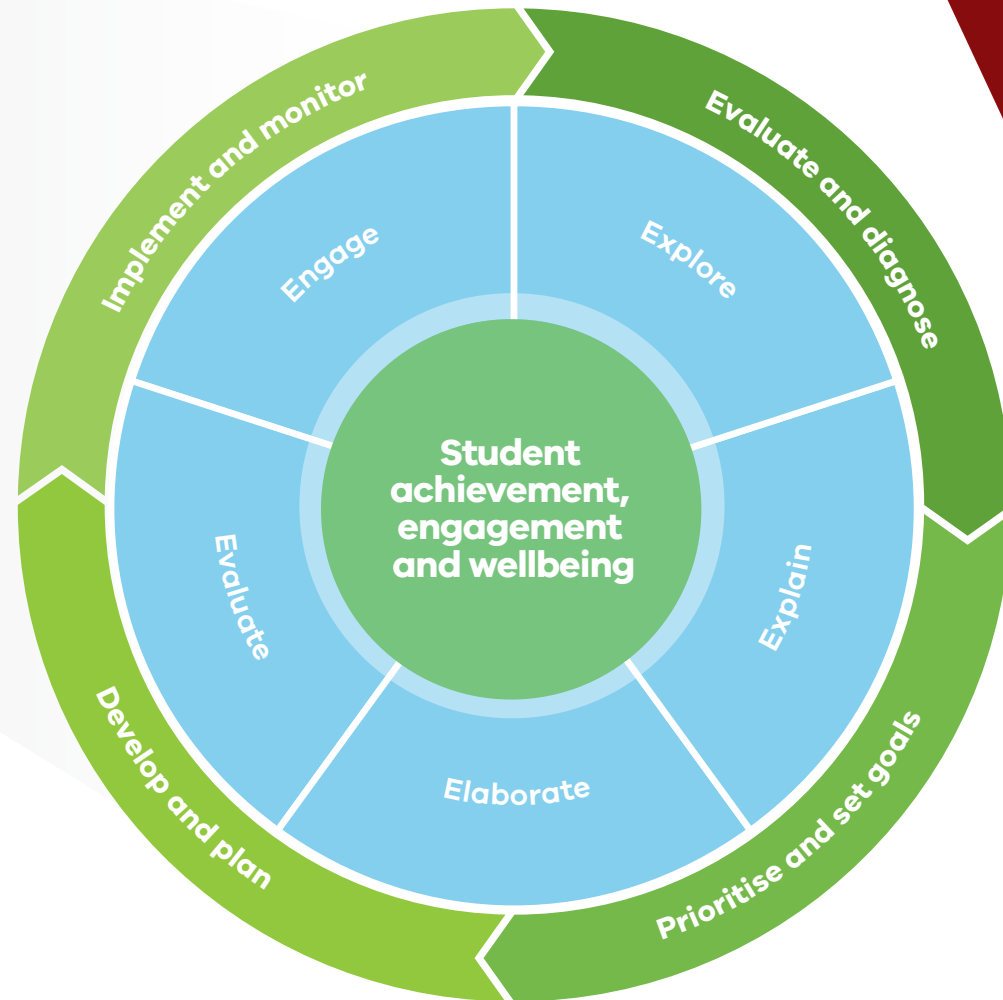 Implement and monitor
Evaluate and diagnose
Prioritise and set goals
Develop and plan
Engage
Explore
Explain
Elaborate
Evaluate
Student
achievement,
engagement
and wellbeing